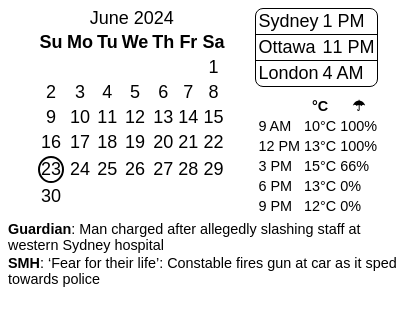 June 2024
Su Mo Tu We Th Fr Sa
1
2 3 4 5 6 7 8
9 10 11 12 13 14 15
16 17 18 19 20 21 22
23 24 25 26 27 28 29
30
Sydney 1 PM
Ottawa 11 PM
London 4 AM
°C ☂
9 AM 10°C 100%
12 PM 13°C 100%
3 PM 15°C 66%
6 PM 13°C 0%
9 PM 12°C 0%
Guardian: Man charged after allegedly slashing staff at
western Sydney hospital
SMH: ‘Fear for their life’: Constable fires gun at car as it sped
towards police